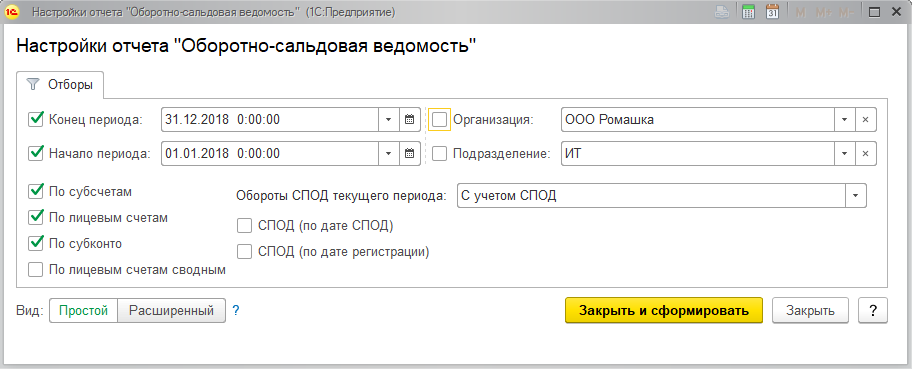 1С Настройки отчета "Оборотно-сальдовая ведомость" (1С:Предприятие) 31 M M+ M-
Настройки отчета "Оборотно-сальдовая ведомость"
Отборы
Конец периода: 31.12.2018 0:00:00 Организация: ООО Ромашка
Начало периода: 01.01.2018 0:00:00 Подразделение: ИТ
По субсчетам Обороты СПОД текущего периода: С учетом СПОД
По лицевым счетам СПОД (по дате СПОД)
По субконто СПОД (по дате регистрации)
По лицевым счетам сводным
Вид: Простой Расширенный ? Закрыть и сформировать Закрыть ?